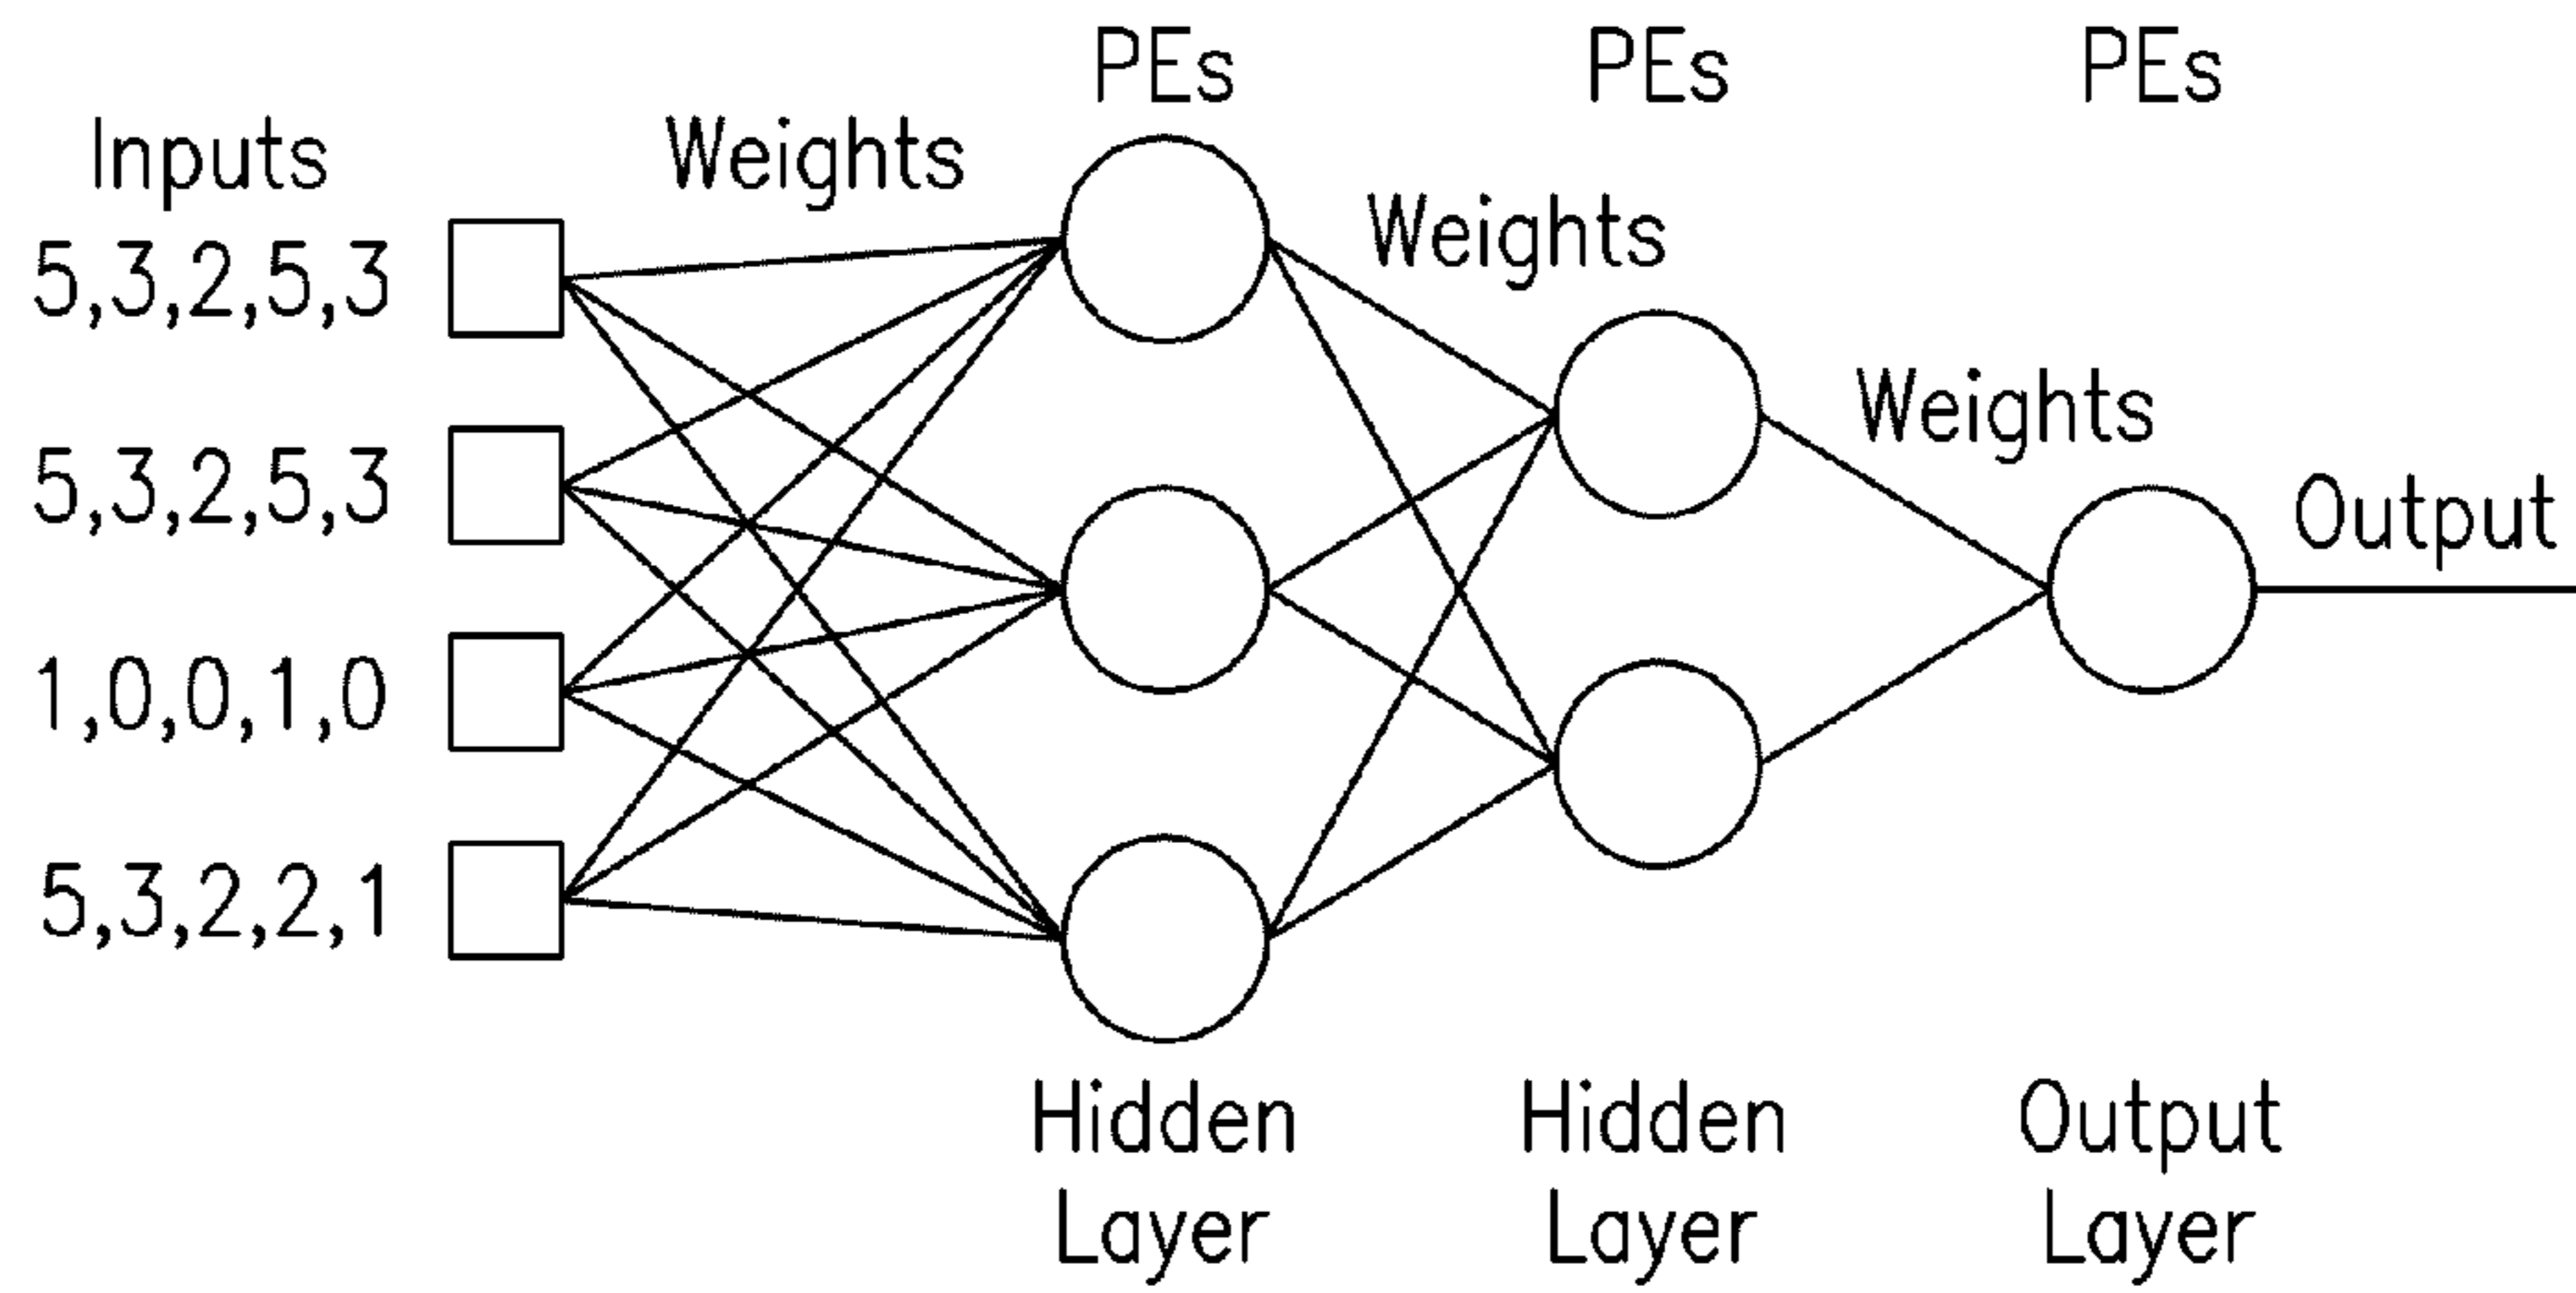 PEs
PEs
PEs
Inputs
Weights
Weights
Weights
Output
5,3,2,5,3
5,3,2,5,3
1,0,0,1,0
5,3,2,2,1
Hidden
Layer
Hidden
Layer
Output
Layer